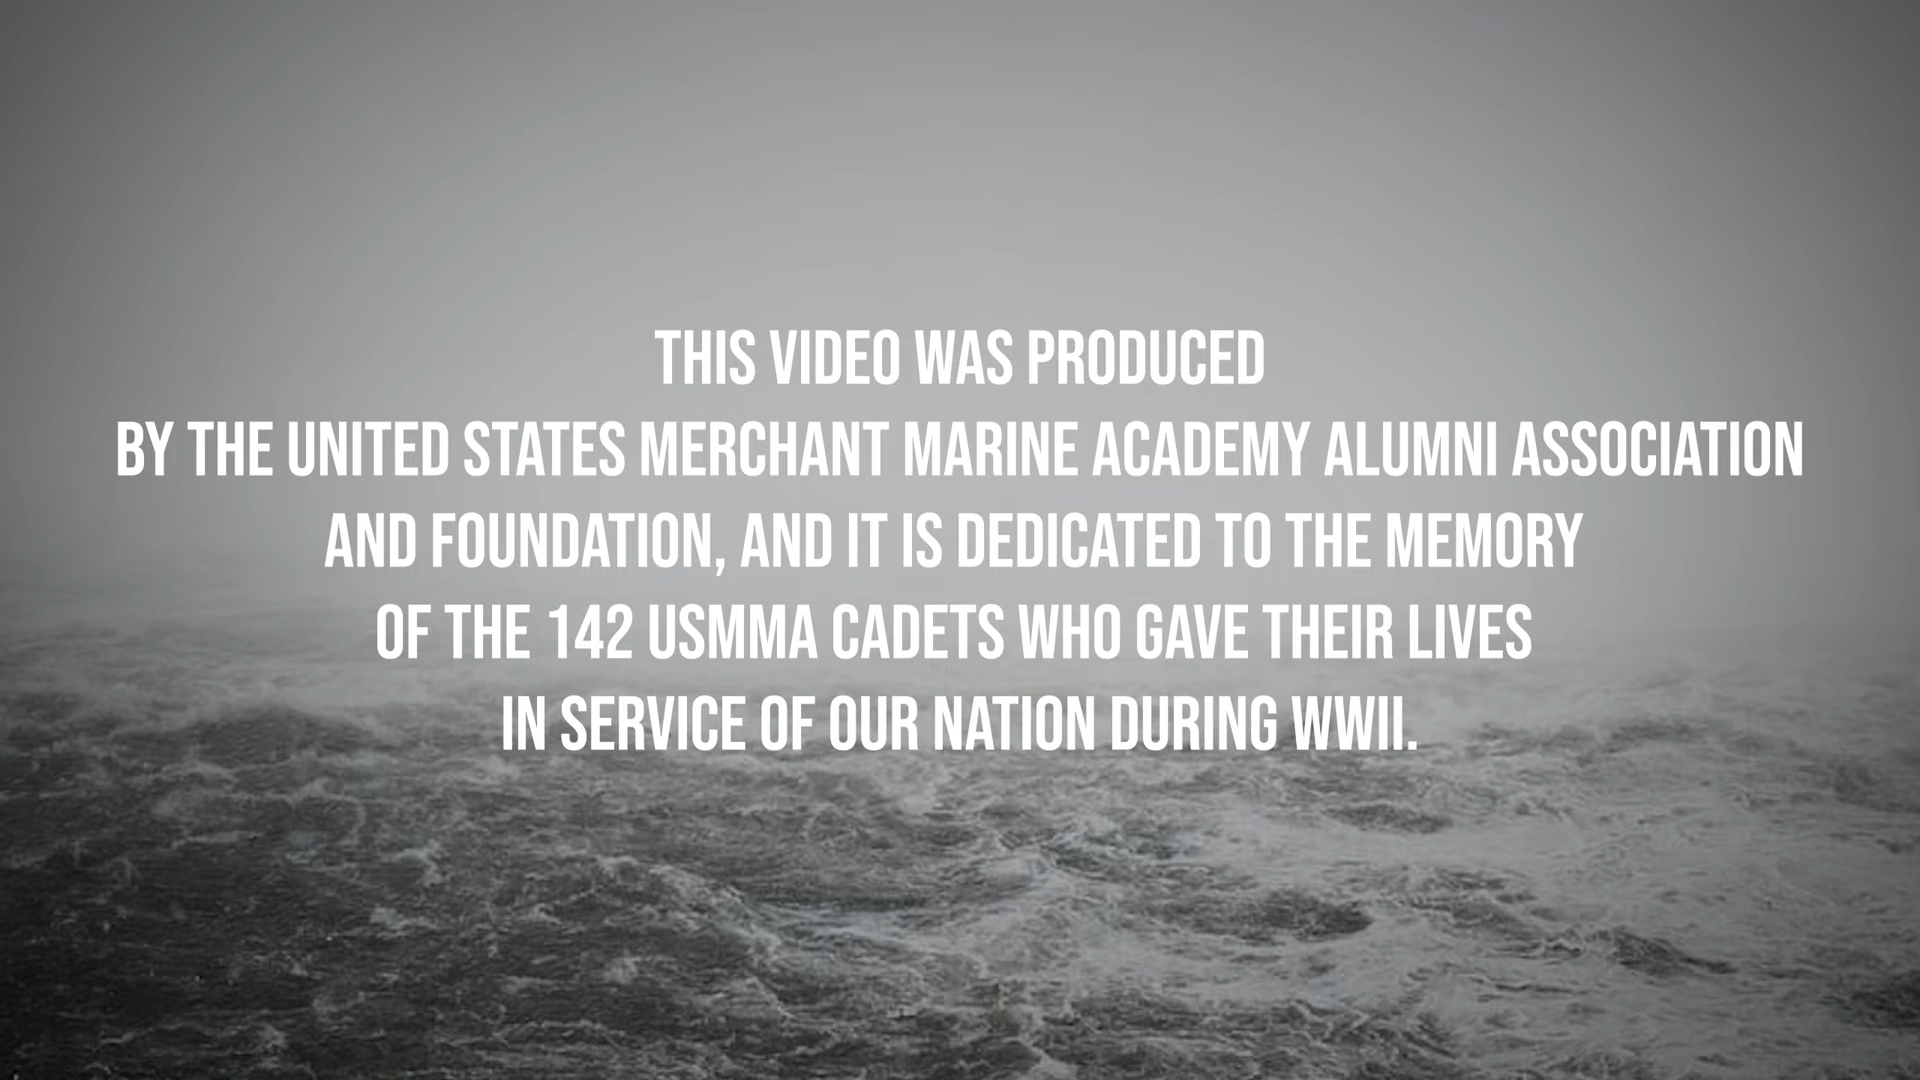 THIS VIDEO WAS PRODUCED
BY THE UNITED STATES MERCHANT MARINE ACADEMY ALUMNI ASSOCIATION
AND FOUNDATION, AND IT IS DEDICATED TO THE MEMORY
OF THE 142 USMMA CADETS WHO GAVE THEIR LIVES
IN SERVICE OF OUR NATION DURING WWII.